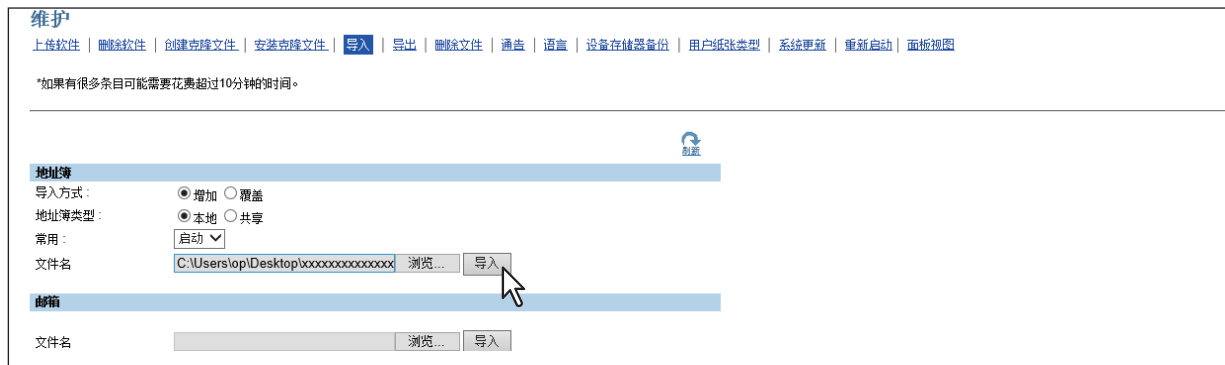 维护
上传软件 | 删除软件 | 创建克隆文件 | 安装克隆文件 | 导入 | 导出 | 删除文件 | 通告 | 语言 | 设备存储器备份 | 用户纸张类型 | 系统更新 | 重新启动 | 面板视图
*如果有很多条目可能需要花费超过10分钟的时间。
刷新
地址簿
导入方式 : 增加 覆盖
地址簿类型 : 本地 共享
常用 : 启动
文件名 C:\Users\op\Desktop\xxxxxxxxxxxxxx 浏览... 导入
邮箱
文件名 浏览... 导入